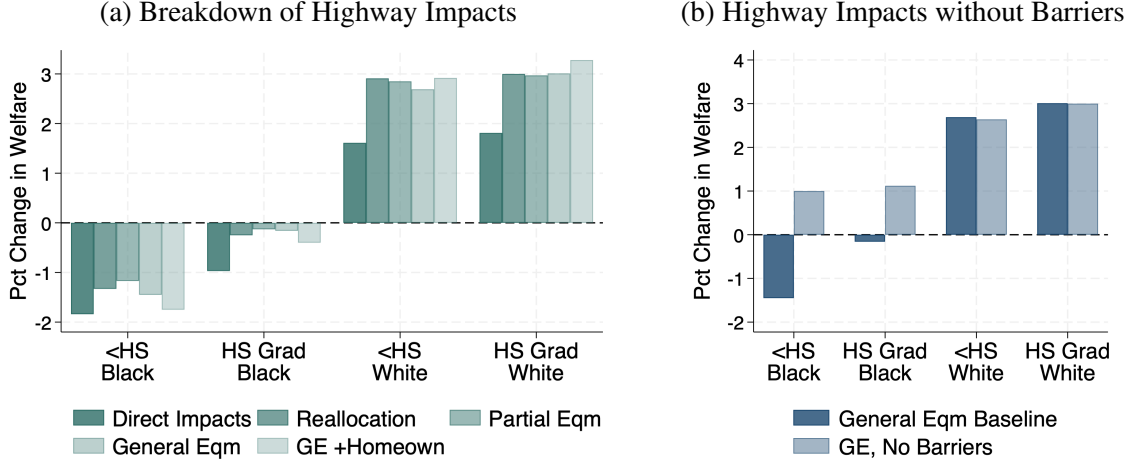 (a) Breakdown of Highway Impacts
Pct Change in Welfare
3
2
1
0
-1
-2
<HS
Black
HS Grad
Black
<HS
White
HS Grad
White
Direct Impacts
Reallocation
Partial Eqm
General Eqm
GE +Homeown
(b) Highway Impacts without Barriers
Pct Change in Welfare
4
3
2
1
0
-1
-2
<HS
Black
HS Grad
Black
<HS
White
HS Grad
White
General Eqm Baseline
GE, No Barriers